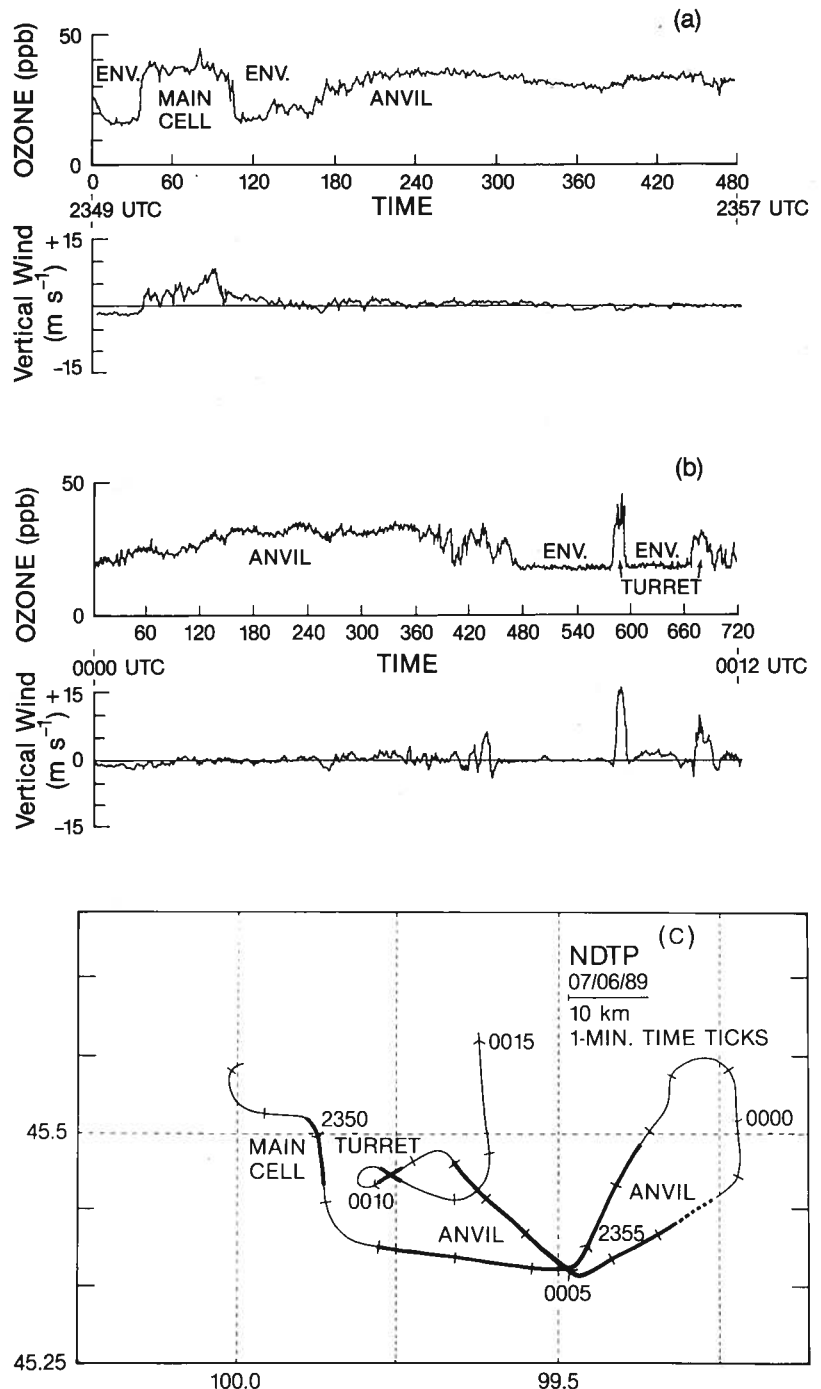 (a)
50
OZONE (ppb)
ENV.
ENV.
MAIN
CELL
ANVIL
0
0 60 120 180 240 300 360 420 480
TIME
2349 UTC
2357 UTC
+
15
Vertical Wind
(m s⁻¹)
−15
(b)
50
OZONE (ppb)
ANVIL
ENV.
ENV.
TURRET
0
60 120 180 240 300 360 420 480 540 600 660 720
TIME
0000 UTC
0012 UTC
+
15
Vertical Wind
(m s⁻¹)
0
−15
(c)
NDTP
07/06/89
10 km
1-MIN. TIME TICKS
0015
2350
0000
45.5
MAIN
CELL
TURRET
0010
ANVIL
ANVIL
2355
0005
45.25
100.0
99.5